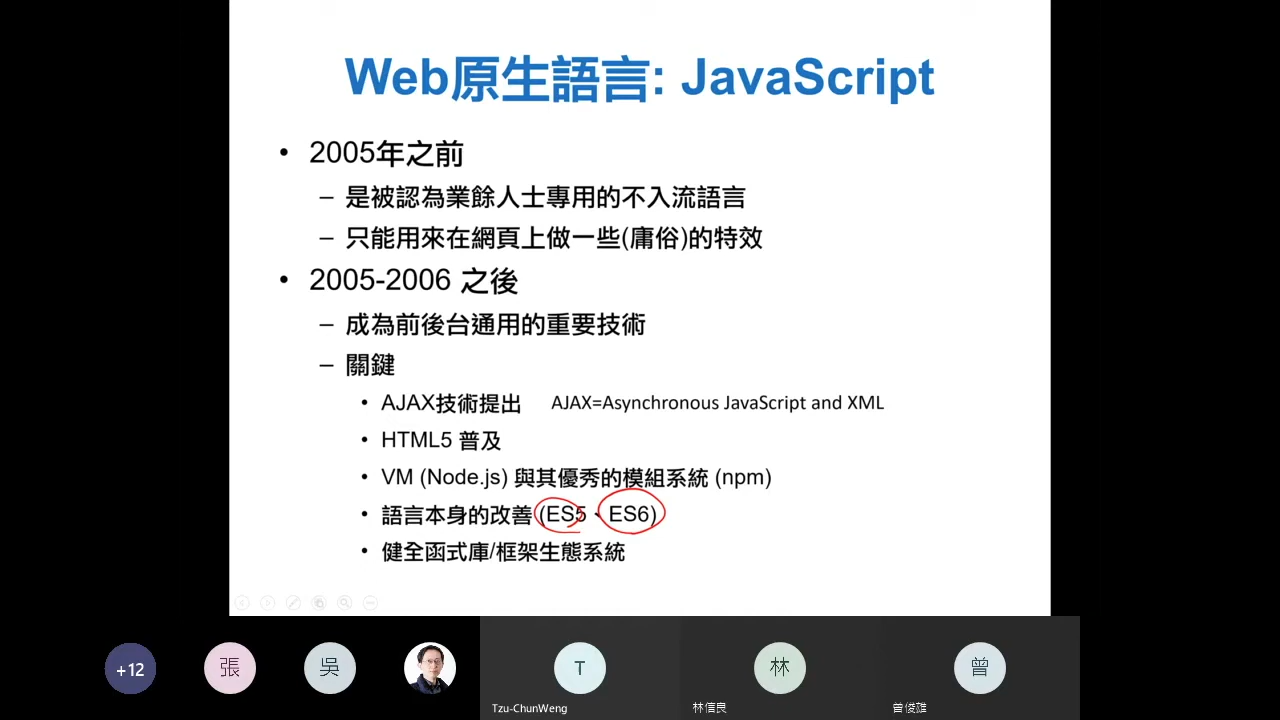 Web原生語言: JavaScript
• 2005年之前
– 是被認為業餘人士專用的不入流語言
– 只能用來在網頁上做一些(庸俗)的特效
• 2005-2006 之後
– 成為前後台通用的重要技術
– 關鍵
• AJAX技術提出 AJAX=Asynchronous JavaScript and XML
• HTML5 普及
• VM (Node.js) 與其優秀的模組系統 (npm)
• 語言本身的改善 (ES5、ES6)
• 健全函式庫/框架生態系統
+12 張 吳 T 林 曾
Tzu-ChunWeng 林信良 曾俊雄